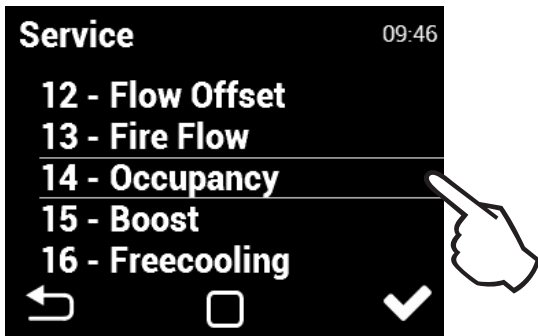 Service 09:46
12 - Flow Offset
13 - Fire Flow
14 - Occupancy
15 - Boost
16 - Freecooling